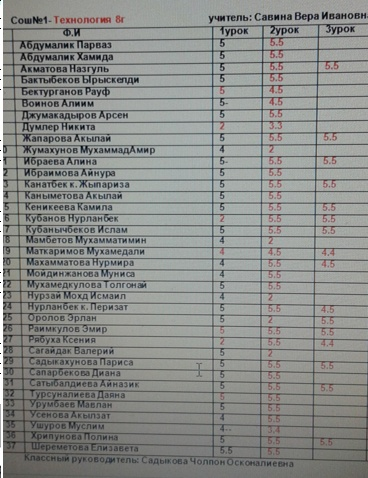 Сош№1- Технология 8г учитель: Савина Вера Ивановна
Ф.И 1урок 2урок 3урок
Абдумалик Парваз 5 5.5
Абдумалик Хамида 5 5.5
Акматова Назгуль 5 5.5 5.5
Бактыбеков Ырыскелди 5 5.5
Бектурганов Рауф 5 4.5
Воинов Алиим 5- 4.5
Джумакадыров Арсен 5 5.5
Думлер Никита 2 3.3
Жапарова Акылай 5 5.5 5.5
0 Жумахунов МухаммадАмир 4 2
1 Ибраева Алина 5- 5.5 5.5
2 Ибраимова Айнура 5 5.5
3 Канатбек к. Жыпариза 5 5.5 5.5
4 Каныметова Акылай 5 5.5
5 Кеникеева Камила 5 5.5 5.5
6 Кубанов Нурланбек 2 5.5 5.5
7 Кубанычбеков Ислам 5 5.5 5.5
18 Мамбетов Мухамматимин 4 2
19 Маткаримов Мухамедали 4 4.5 4.4
20 Махамматова Нурмира 4 5.5 4.5
21 Мойдинжанова Муниса 4 5.5
22 Мухамедкулова Толгонай 5 5.5
23 Нурзай Мохд Исмаил 4 2
24 Нурланбек к. Перизат 5 5.5 4.5
25 Оролов Эрлан 5 2 5.5
26 Раимкулов Эмир 5 5.5 5.5
27 Рябуха Ксения 2 5.5 4.4
28 Сагайдак Валерий 5 2
29 Садыкахунова Париса 5 5.5 5.5
30 Сапарбекова Диана 5 5.5
31 Сатыбалдиева Айназик 5 5.5 5.5
32 Турсуналиева Даяна 5 5.5
33 Урумбаев Мавлан 5 5.5
34 Усенова Акылзат 4 5.5
35 Ушуров Муслим 4-- 3.4
36 Хрипунова Полина 5 5.5 5.5
37 Шереметова Елизавета 5.5 5.5
Классный руководитель: Садыкова Чолпон Осконалиевна